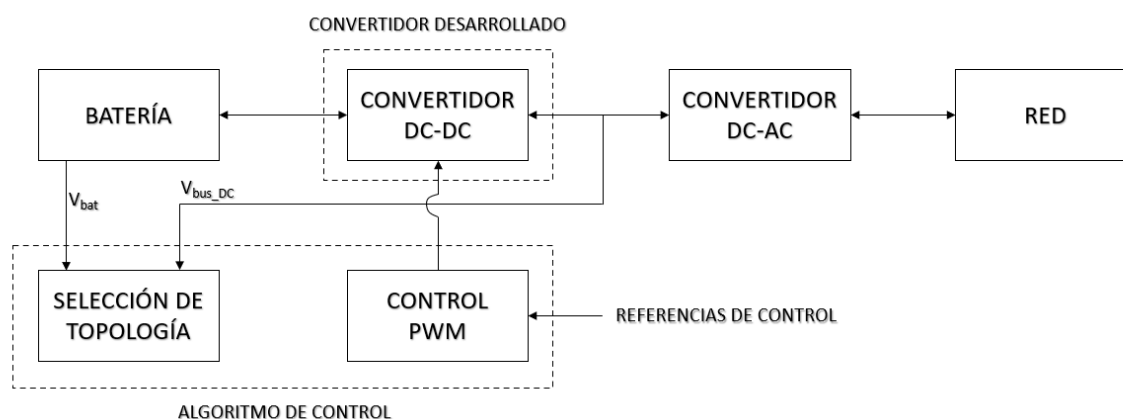 CONVERTIDOR DESARROLLADO
BATERÍA
CONVERTIDOR
DC-DC
CONVERTIDOR
DC-AC
RED
V_bat
V_bus_DC
SELECCIÓN DE
TOPOLOGÍA
CONTROL
PWM
REFERENCIAS DE CONTROL
ALGORITMO DE CONTROL